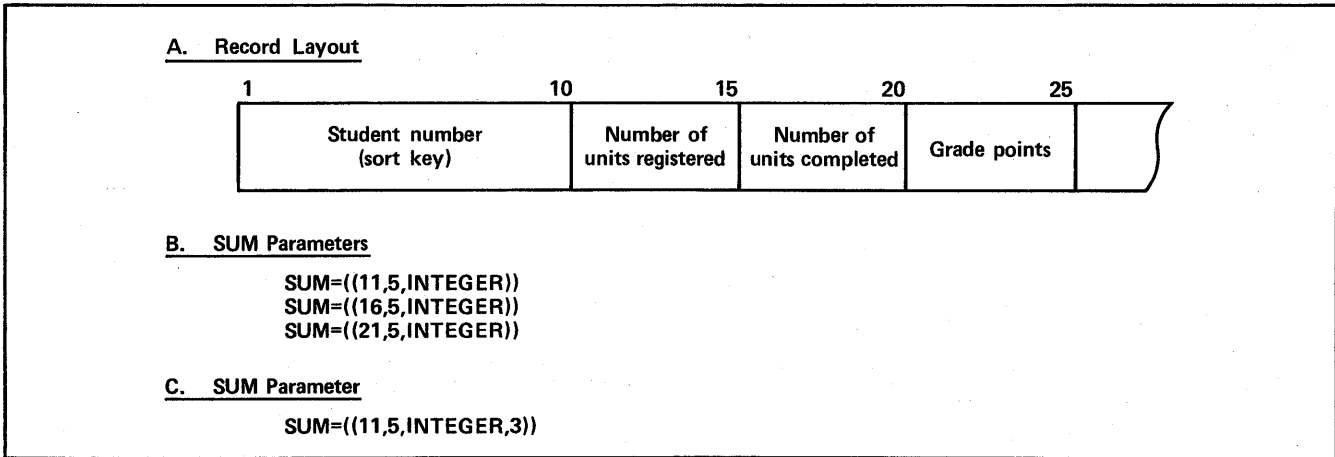 A. Record Layout
1 10 15 20 25
Student number Number of Number of Grade points
(sort key) units registered units completed
B. SUM Parameters
SUM=((11,5,INTEGER))
SUM=((16,5,INTEGER))
SUM=((21,5,INTEGER))
C. SUM Parameter
SUM=((11,5,INTEGER,3))